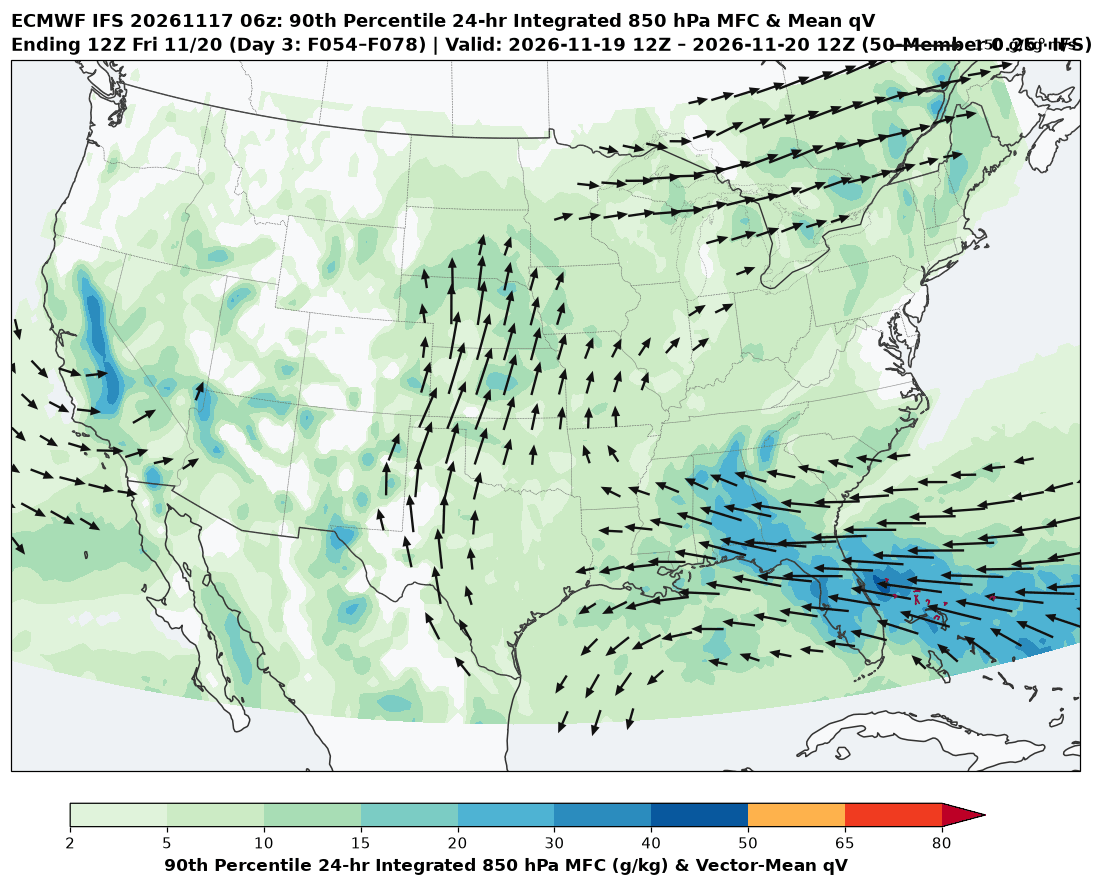 ECMWF IFS 20261117 06z: 90th Percentile 24-hr Integrated 850 hPa MFC & Mean qV
Ending 12Z Fri 11/20 (Day 3: F054–F078) | Valid: 2026-11-19 12Z – 2026-11-20 12Z (50-Member 0.25° IFS)
2 5 10 15 20 30 40 50 65 80
90th Percentile 24-hr Integrated 850 hPa MFC (g/kg) & Vector-Mean qV